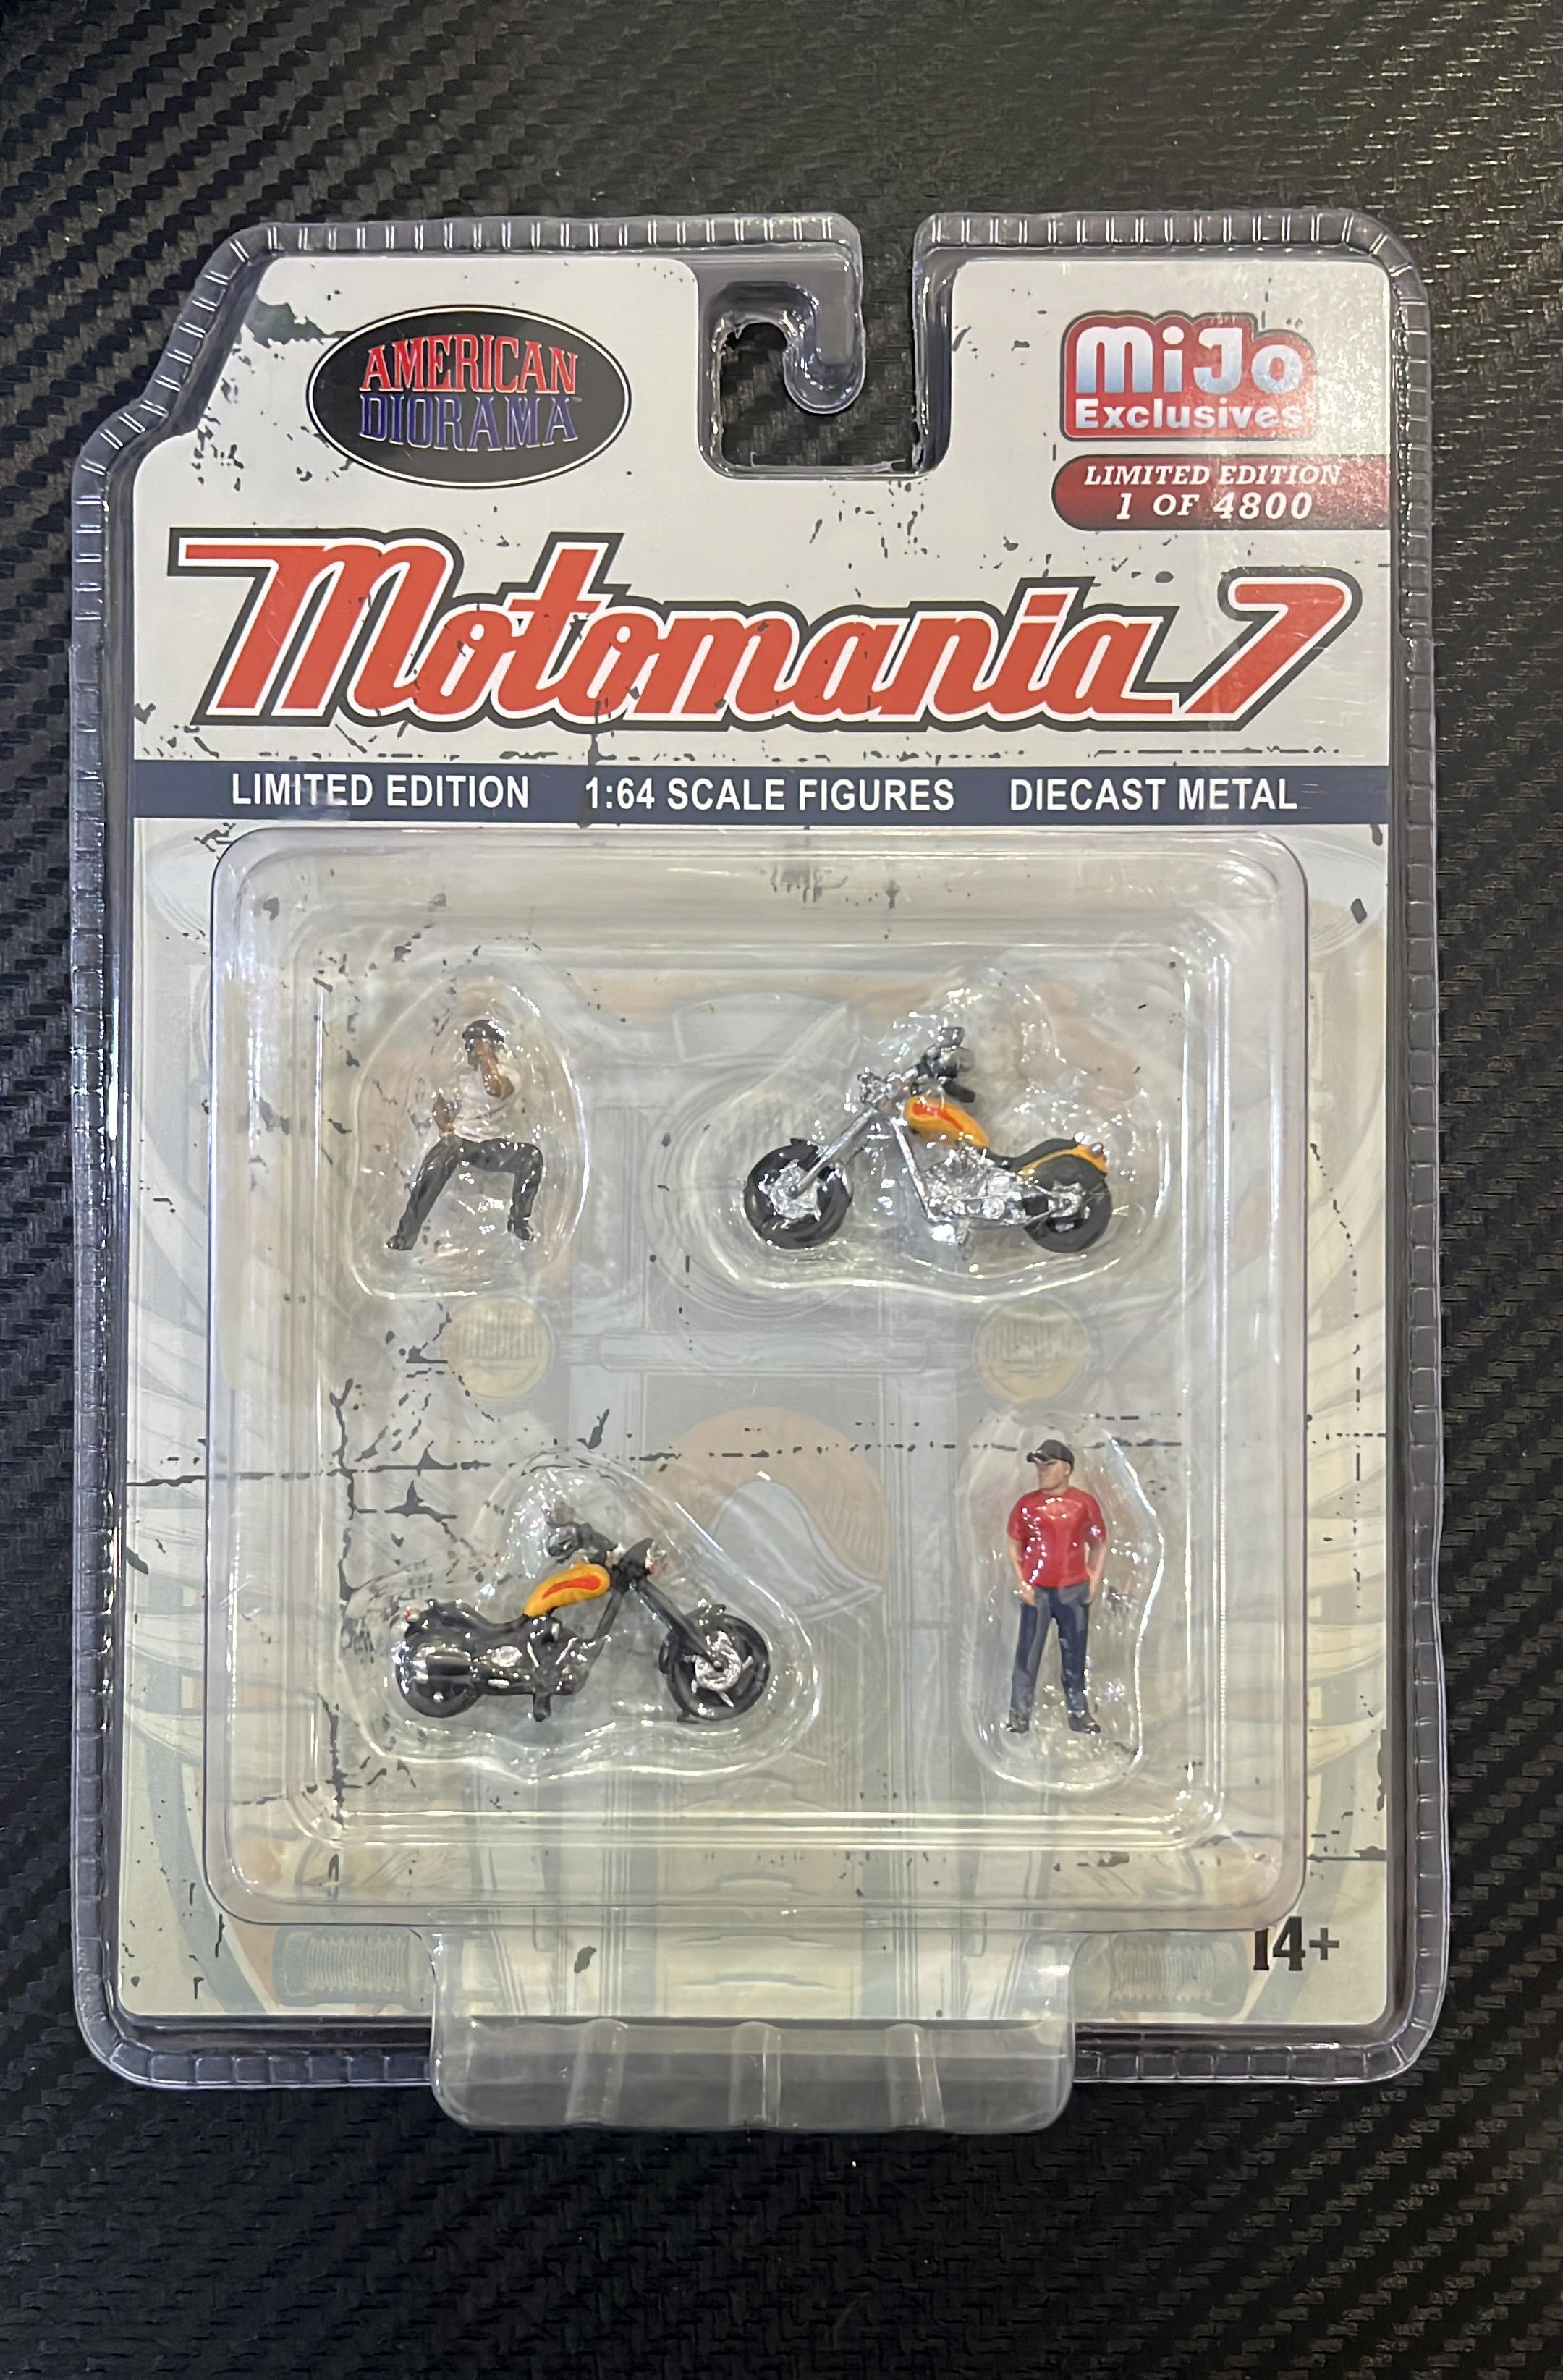 AMERICAN
DIORAMA™
MiJo
Exclusives
LIMITED EDITION
1 OF 4800
Motomania 7
LIMITED EDITION 1:64 SCALE FIGURES DIECAST METAL
14+